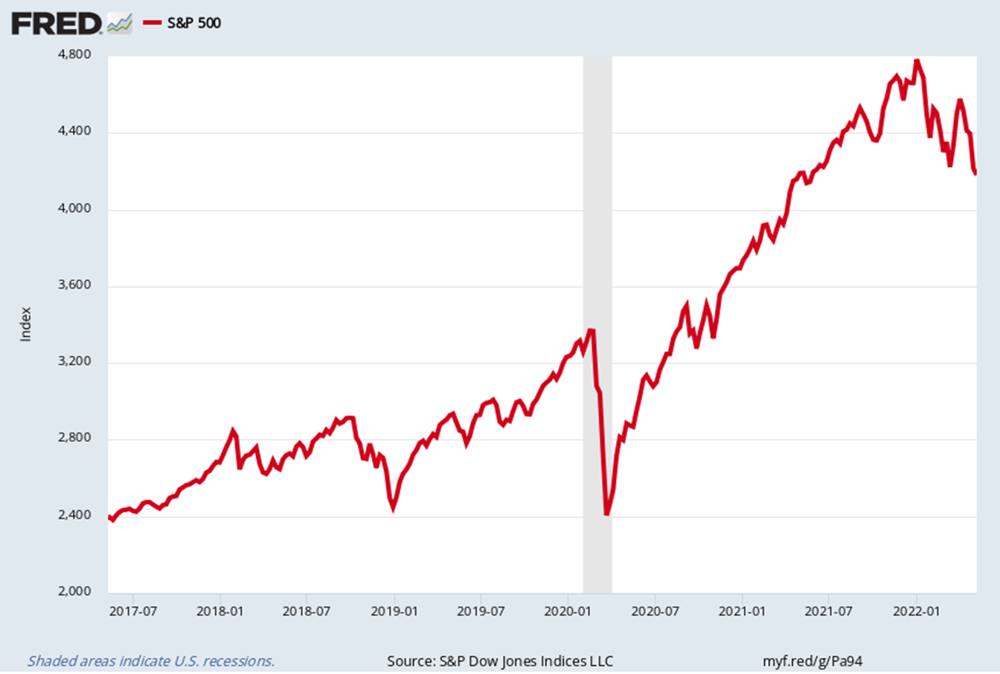 FRED S&P 500
4,800
4,400
4,000
3,600
3,200
2,800
2,400
2,000
Index
2017-07 2018-01 2018-07 2019-01 2019-07 2020-01 2020-07 2021-01 2021-07 2022-01
Shaded areas indicate U.S. recessions. Source: S&P Dow Jones Indices LLC myf.red/g/Pa94